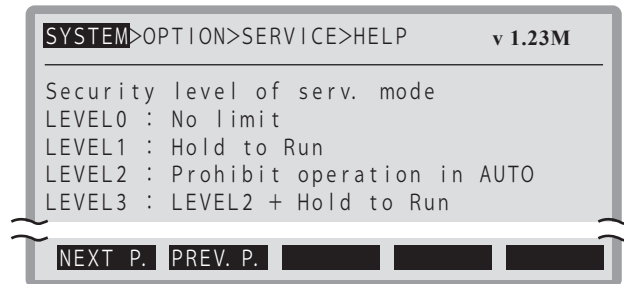 SYSTEM>OPTION>SERVICE>HELP v 1.23M
Security level of serv. mode
LEVEL0 : No limit
LEVEL1 : Hold to Run
LEVEL2 : Prohibit operation in AUTO
LEVEL3 : LEVEL2 + Hold to Run
NEXT P. PREV. P.